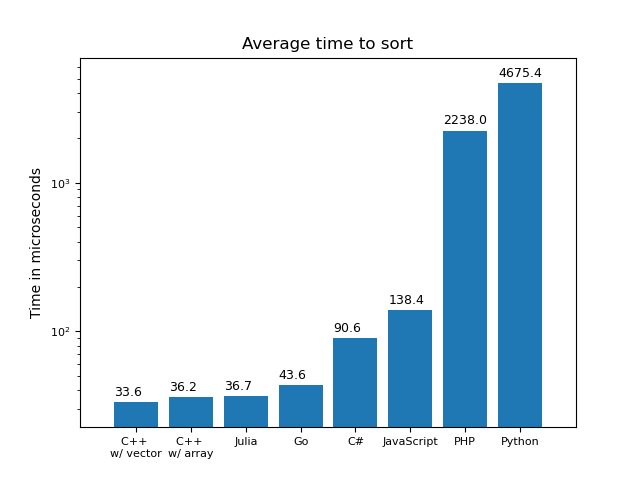 Average time to sort
Time in microseconds
10³
10²
33.6
36.2
36.7
43.6
90.6
138.4
2238.0
4675.4
C++
w/ vector
C++
w/ array
Julia
Go
C#
JavaScript
PHP
Python